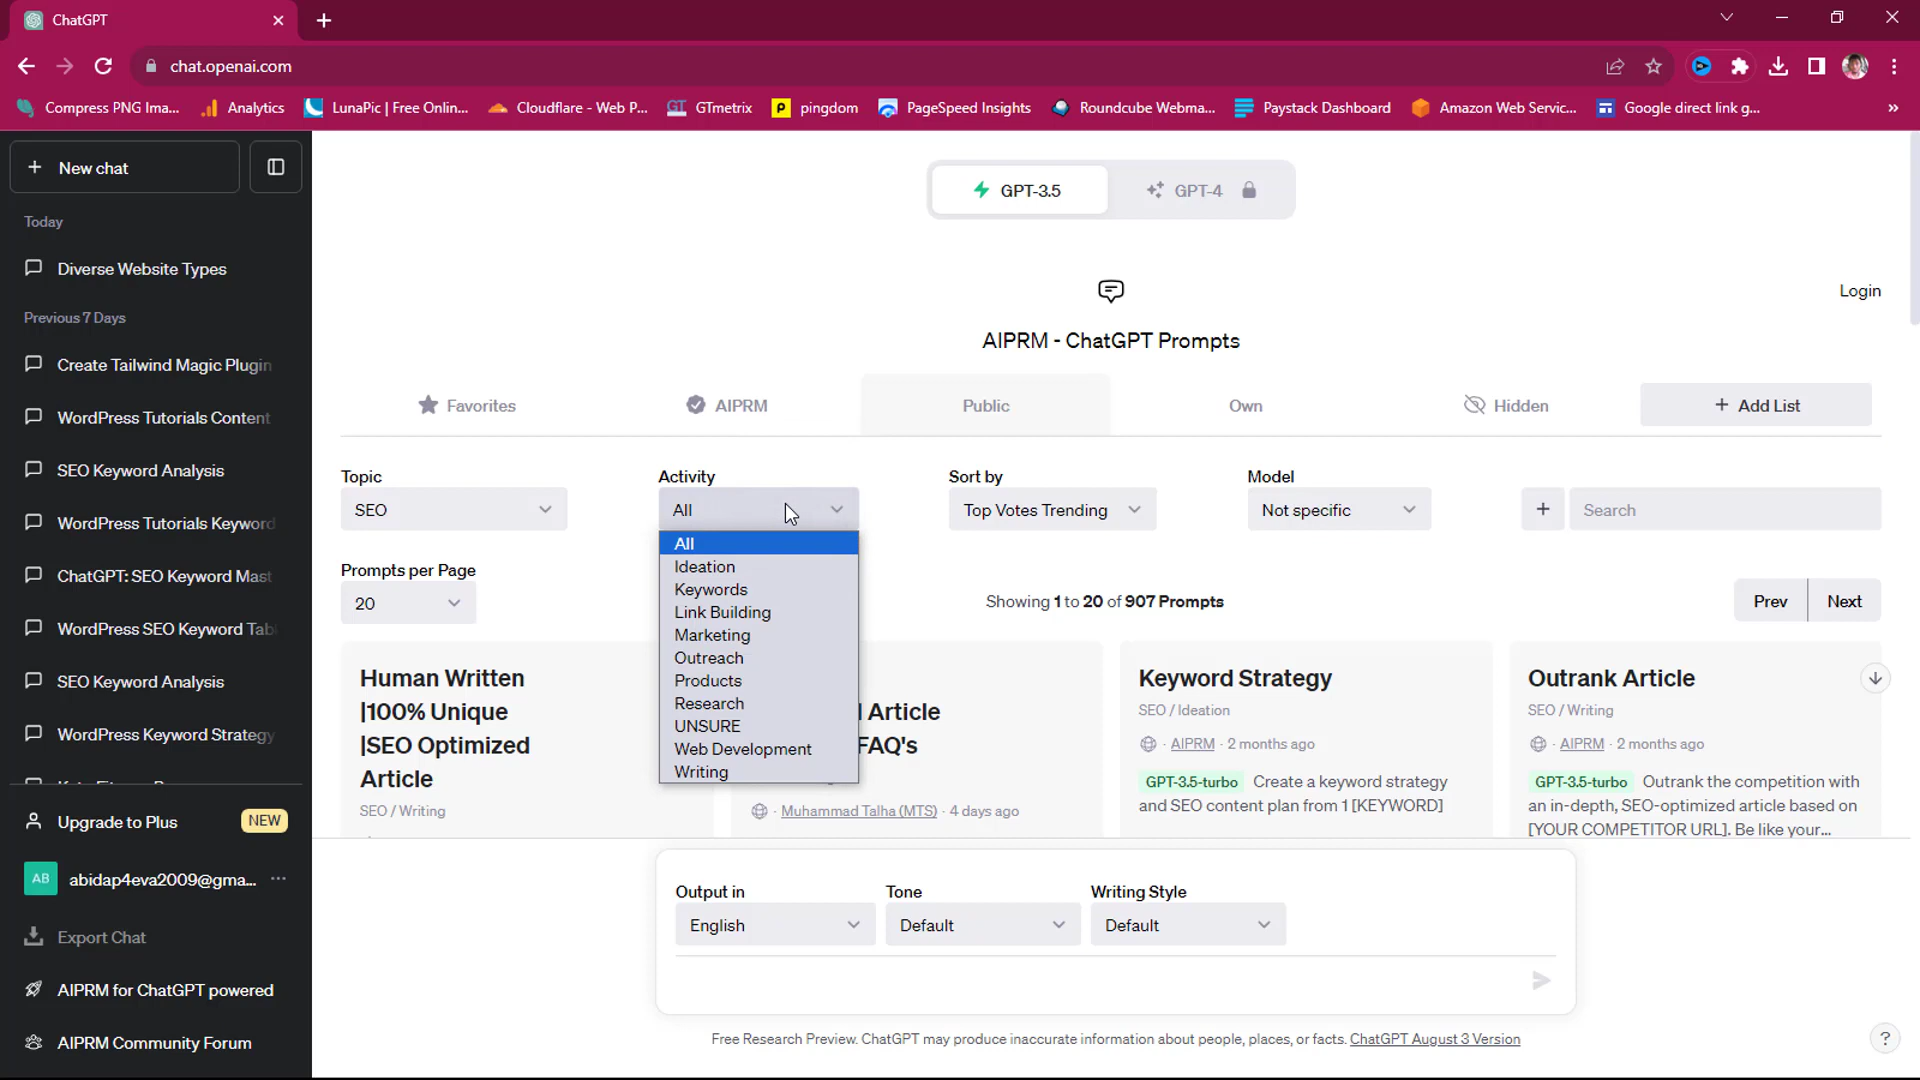 ChatGPT
chat.openai.com
Compress PNG Ima...
Analytics
LunaPic | Free Onlin...
Cloudflare - Web P...
GT
GTmetrix
p
pingdom
PageSpeed Insights
Roundcube Webma...
Paystack Dashboard
Amazon Web Servic...
Google direct link g...
New chat
Today
Diverse Website Types
Previous 7 Days
Create Tailwind Magic Plugin
WordPress Tutorials Content
SEO Keyword Analysis
WordPress Tutorials Keyword
ChatGPT: SEO Keyword Mast
WordPress SEO Keyword Tab
SEO Keyword Analysis
WordPress Keyword Strategy
Upgrade to Plus
NEW
AB
abidap4eva2009@gma...
Export Chat
AIPRM for ChatGPT powered
AIPRM Community Forum
GPT-3.5
GPT-4
Login
AIPRM - ChatGPT Prompts
Favorites
AIPRM
Public
Own
Hidden
+ Add List
Topic
SEO
Activity
All
Sort by
Top Votes Trending
Model
Not specific
+
Search
All
Ideation
Keywords
Link Building
Marketing
Outreach
Products
Research
UNSURE
Web Development
Writing
Prompts per Page
20
Showing 1 to 20 of 907 Prompts
Prev
Next
Human Written
|100% Unique
|SEO Optimized
Article
SEO / Writing
Article
FAQ's
Muhammad Talha (MTS) · 4 days ago
Keyword Strategy
SEO / Ideation
· AIPRM · 2 months ago
GPT-3.5-turbo Create a keyword strategy
and SEO content plan from 1 [KEYWORD]
Outrank Article
SEO / Writing
· AIPRM · 2 months ago
GPT-3.5-turbo Outrank the competition with
an in-depth, SEO-optimized article based on
[YOUR COMPETITOR URL]. Be like your...
Output in
English
Tone
Default
Writing Style
Default
Free Research Preview. ChatGPT may produce inaccurate information about people, places, or facts. ChatGPT August 3 Version
?